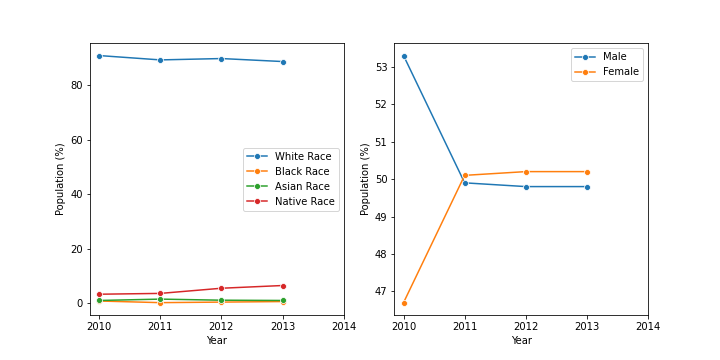 80
60
40
20
0
Population (%)
2010 2011 2012 2013 2014
Year
White Race
Black Race
Asian Race
Native Race
53
52
51
50
49
48
47
Population (%)
2010 2011 2012 2013 2014
Year
Male
Female